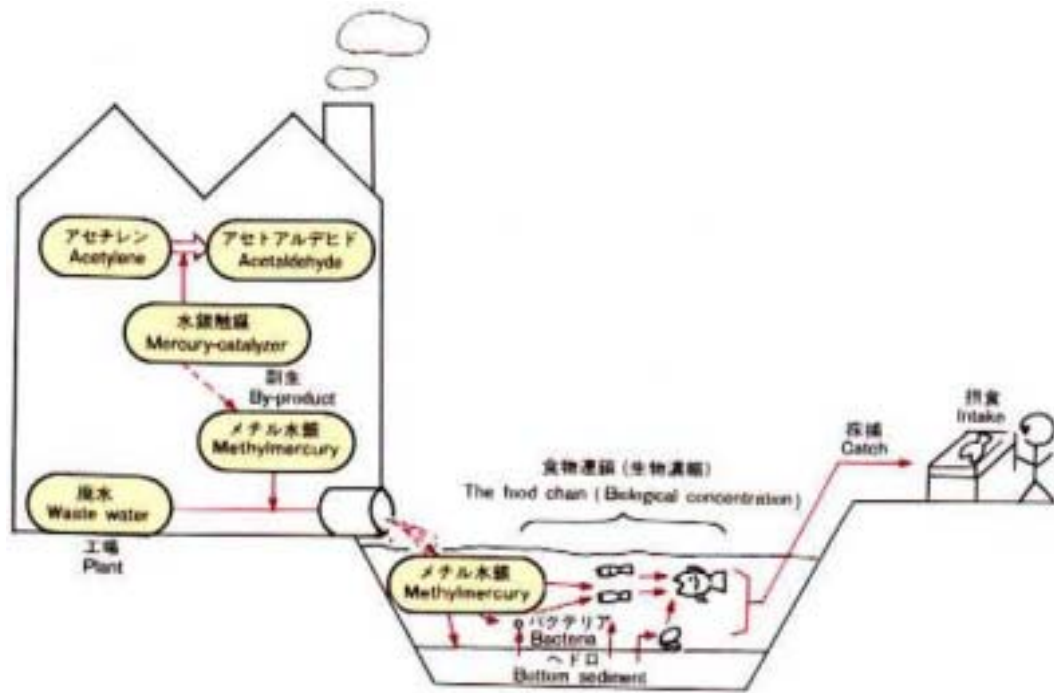 アセチレン
Acetylene
アセトアルデヒド
Acetaldehyde
水銀触媒
Mercury-catalyzer
副生
By-product
メチル水銀
Methylmercury
廃水
Waste water
工場
Plant
食物連鎖 (生物濃縮)
The food chain (Biological concentration)
メチル水銀
Methylmercury
バクテリア
Bacteria
ヘドロ
Bottom sediment
採捕
Catch
摂食
Intake